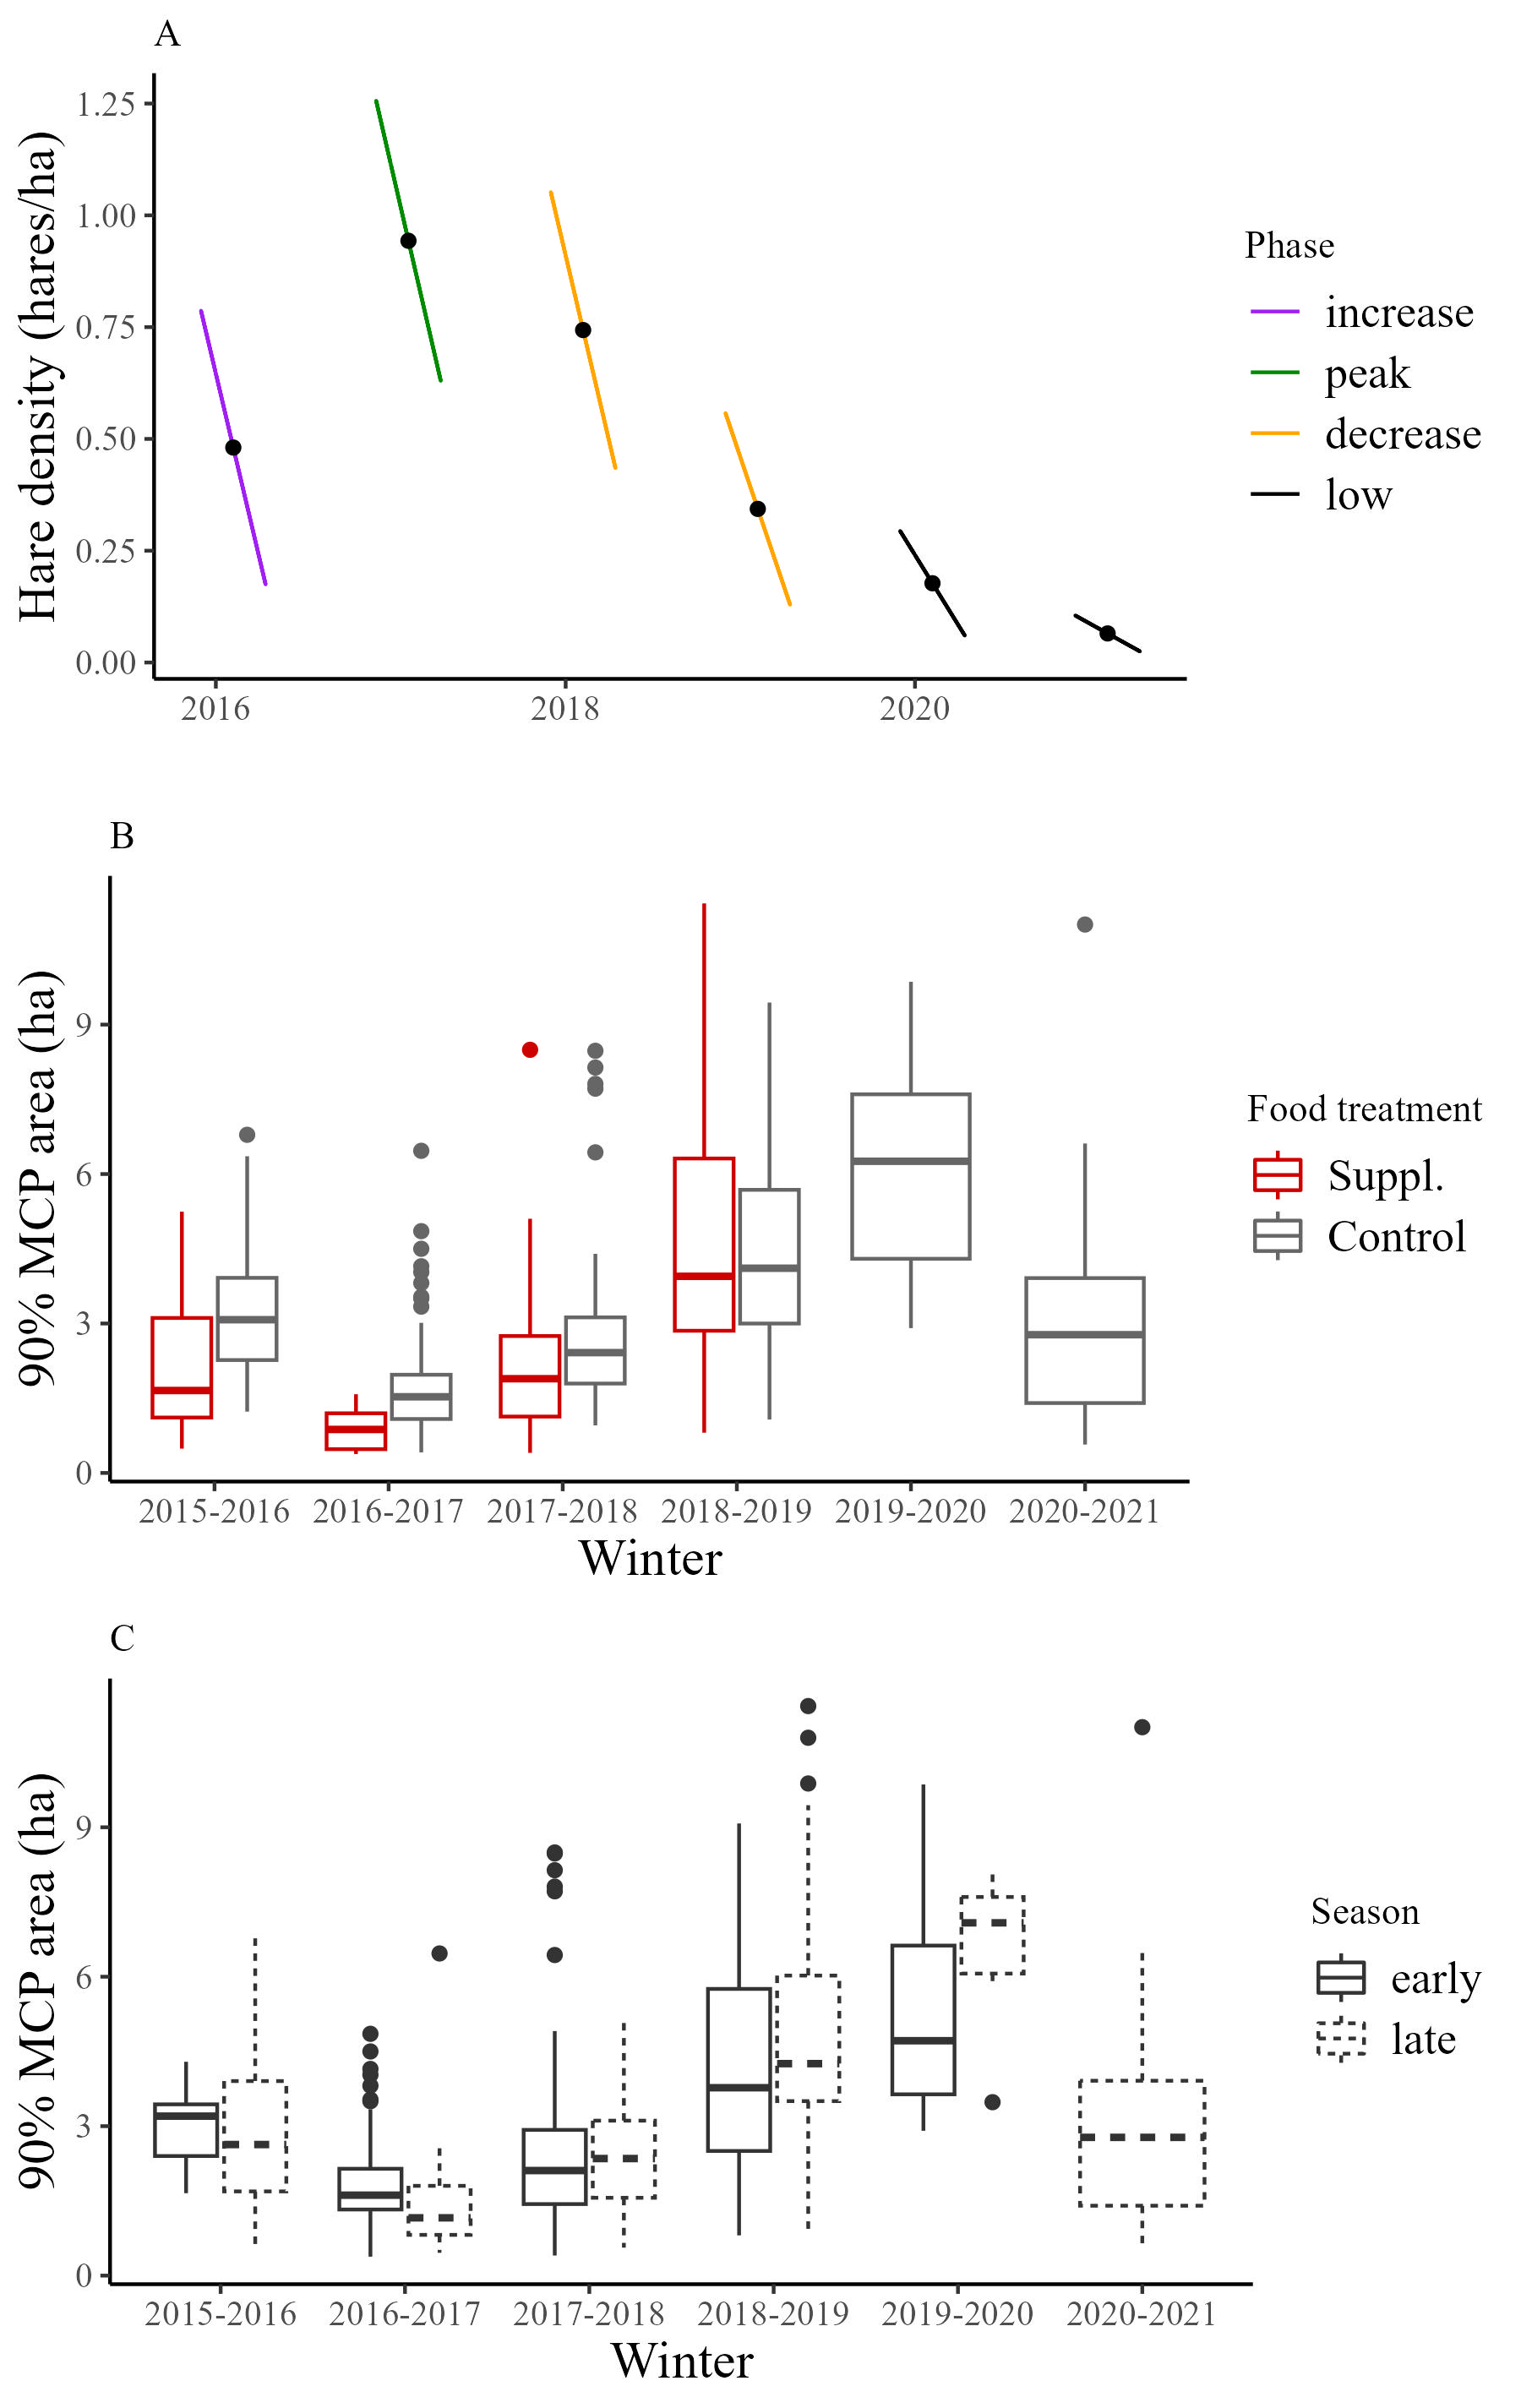 A
Hare density (hares/ha)
1.25
1.00
0.75
0.50
0.25
0.00
2016 2018 2020
Phase
increase
peak
decrease
low
B
90% MCP area (ha)
9
6
3
0
2015-2016 2016-2017 2017-2018 2018-2019 2019-2020 2020-2021
Winter
Food treatment
Suppl.
Control
C
90% MCP area (ha)
9
6
3
0
2015-2016 2016-2017 2017-2018 2018-2019 2019-2020 2020-2021
Winter
Season
early
late